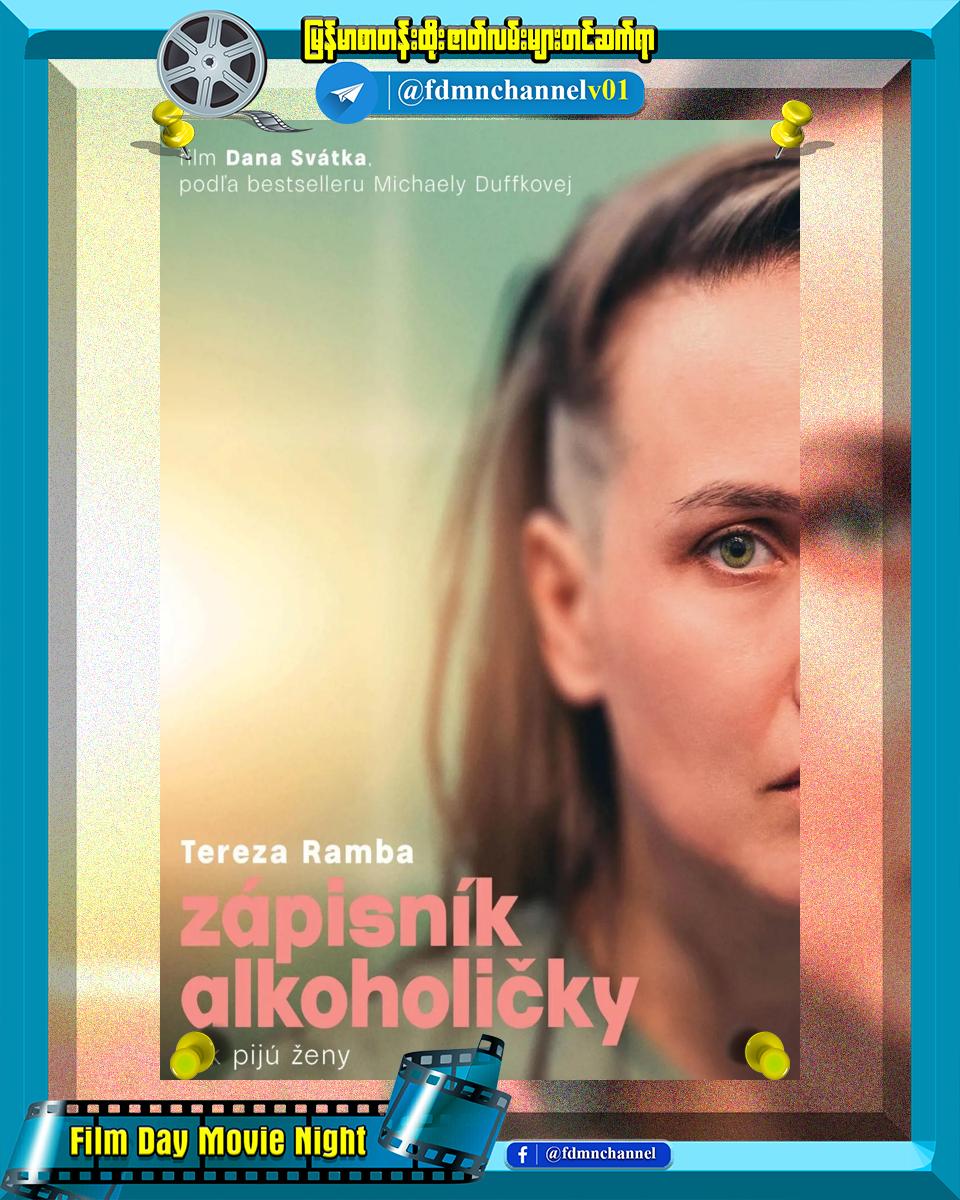 မြန်မာစာတန်းထိုးဇာတ်လမ်းများတင်ဆက်ရာ
@fdmnchannelv01
film Dana Svátka,
podľa bestselleru Michaely Duffkovej
Tereza Ramba
zápisník
alkoholičky
pijú ženy
Film Day Movie Night
@fdmnchannel